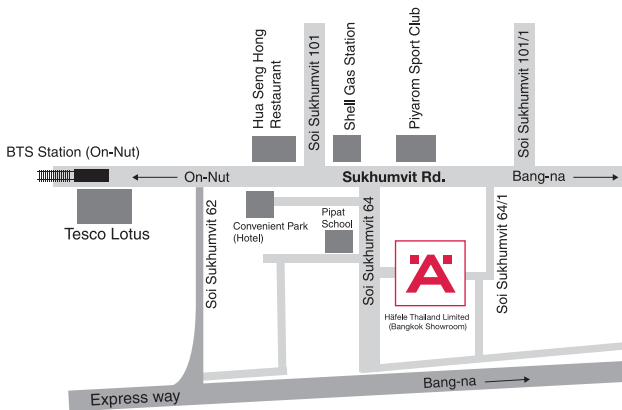 Hua Seng Hong
Restaurant
Soi Sukhumvit 101
Shell Gas Station
Piyarom Sport Club
Soi Sukhumvit 101/1
BTS Station (On-Nut)
On-Nut
Sukhumvit Rd.
Bang-na
Tesco Lotus
Soi Sukhumvit 62
Convenient Park
(Hotel)
Pipat
School
Soi Sukhumvit 64
Soi Sukhumvit 64/1
Ä
Häfele Thailand Limited
(Bangkok Showroom)
Express way
Bang-na